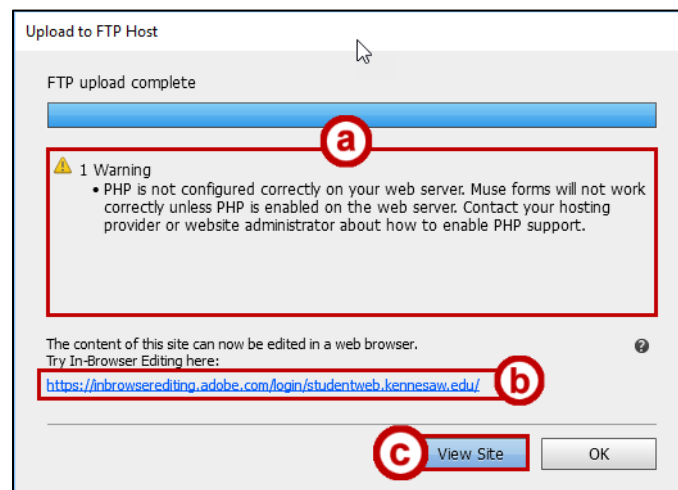 Upload to FTP Host
FTP upload complete
a
1 Warning
• PHP is not configured correctly on your web server. Muse forms will not work
correctly unless PHP is enabled on the web server. Contact your hosting
provider or website administrator about how to enable PHP support.
The content of this site can now be edited in a web browser.
?
Try In-Browser Editing here:
https://inbrowserediting.adobe.com/login/studentweb.kennesaw.edu/
b
c
View Site
OK